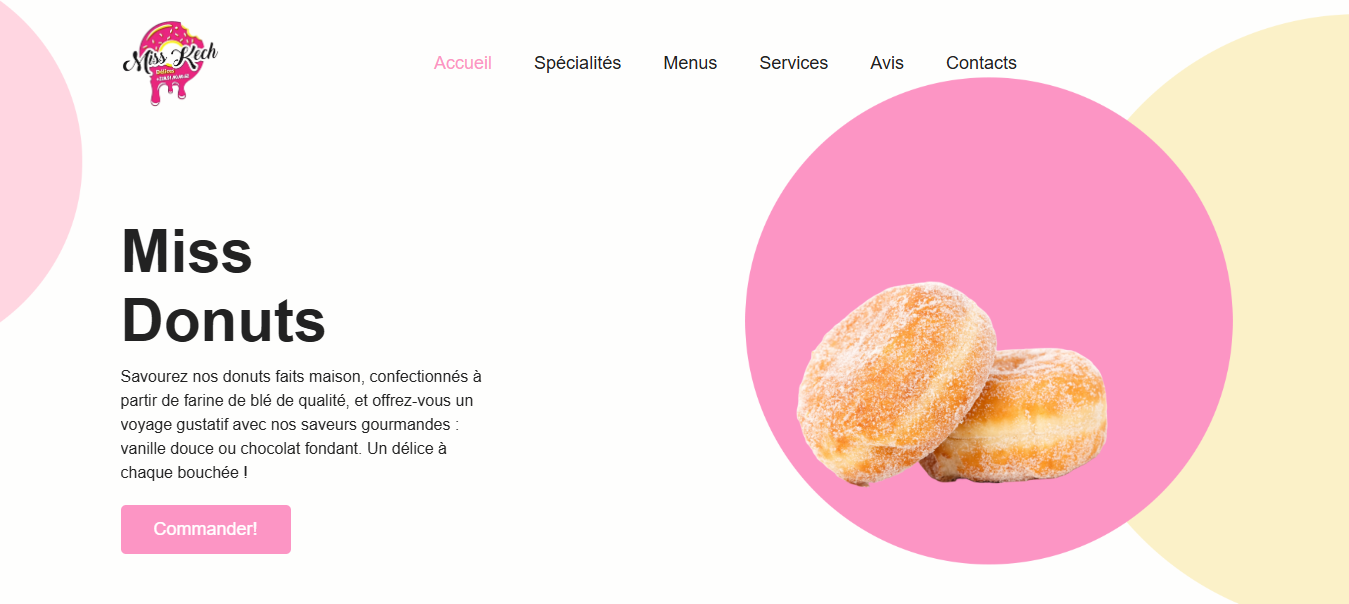 Miss Kech
Délices
Accueil Spécialités Menus Services Avis Contacts
Miss
Donuts
Savourez nos donuts faits maison, confectionnés à
partir de farine de blé de qualité, et offrez-vous un
voyage gustatif avec nos saveurs gourmandes :
vanille douce ou chocolat fondant. Un délice à
chaque bouchée !
Commander!